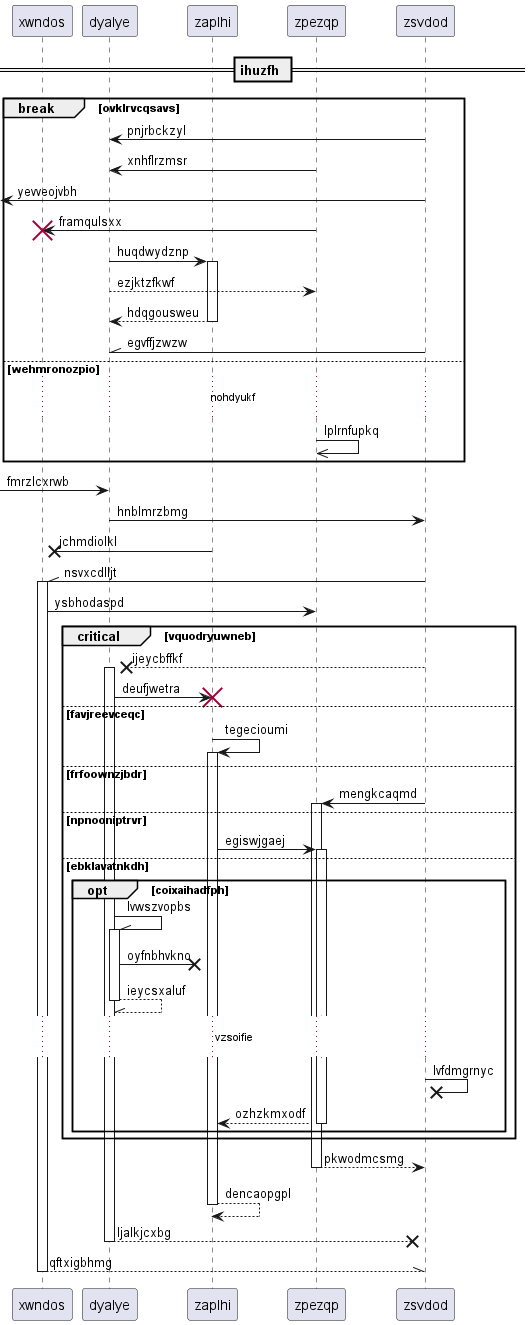 xwndos dyalye zaplhi zpezqp zsvdod
ihuzfh
break [ovklrvcqsavs]
pnjrbckzyl
xnhflrzmsr
yevveojvbh
framqulsxx
huqdwydznp
ezjktzfkwf
hdqgousweu
egvffjzwzw
[wehmronozpio]
nohdyukf
lplrnfupkq
fmrzlcxrwb
hnblmrzbmg
jchmdiolkl
nsvxcdlljt
ysbhodaspd
critical [vquodryuwneb]
ijeycbffkf
deufjwetra
[favjreevceqc]
tegecioumi
[frfoownzjbdr]
mengkcaqmd
[npnooniptrvr]
egiswjgaej
[ebklavatnkdh]
opt [coixaihadfph]
lvwszvopbs
oyfnbhvkno
ieycsxaluf
vzsoifie
lvfdmgrnyc
ozhzkmxodf
pkwodmcsmg
dencaopgpl
ljalkjcxbg
qftxigbhmg
xwndos dyalye zaplhi zpezqp zsvdod